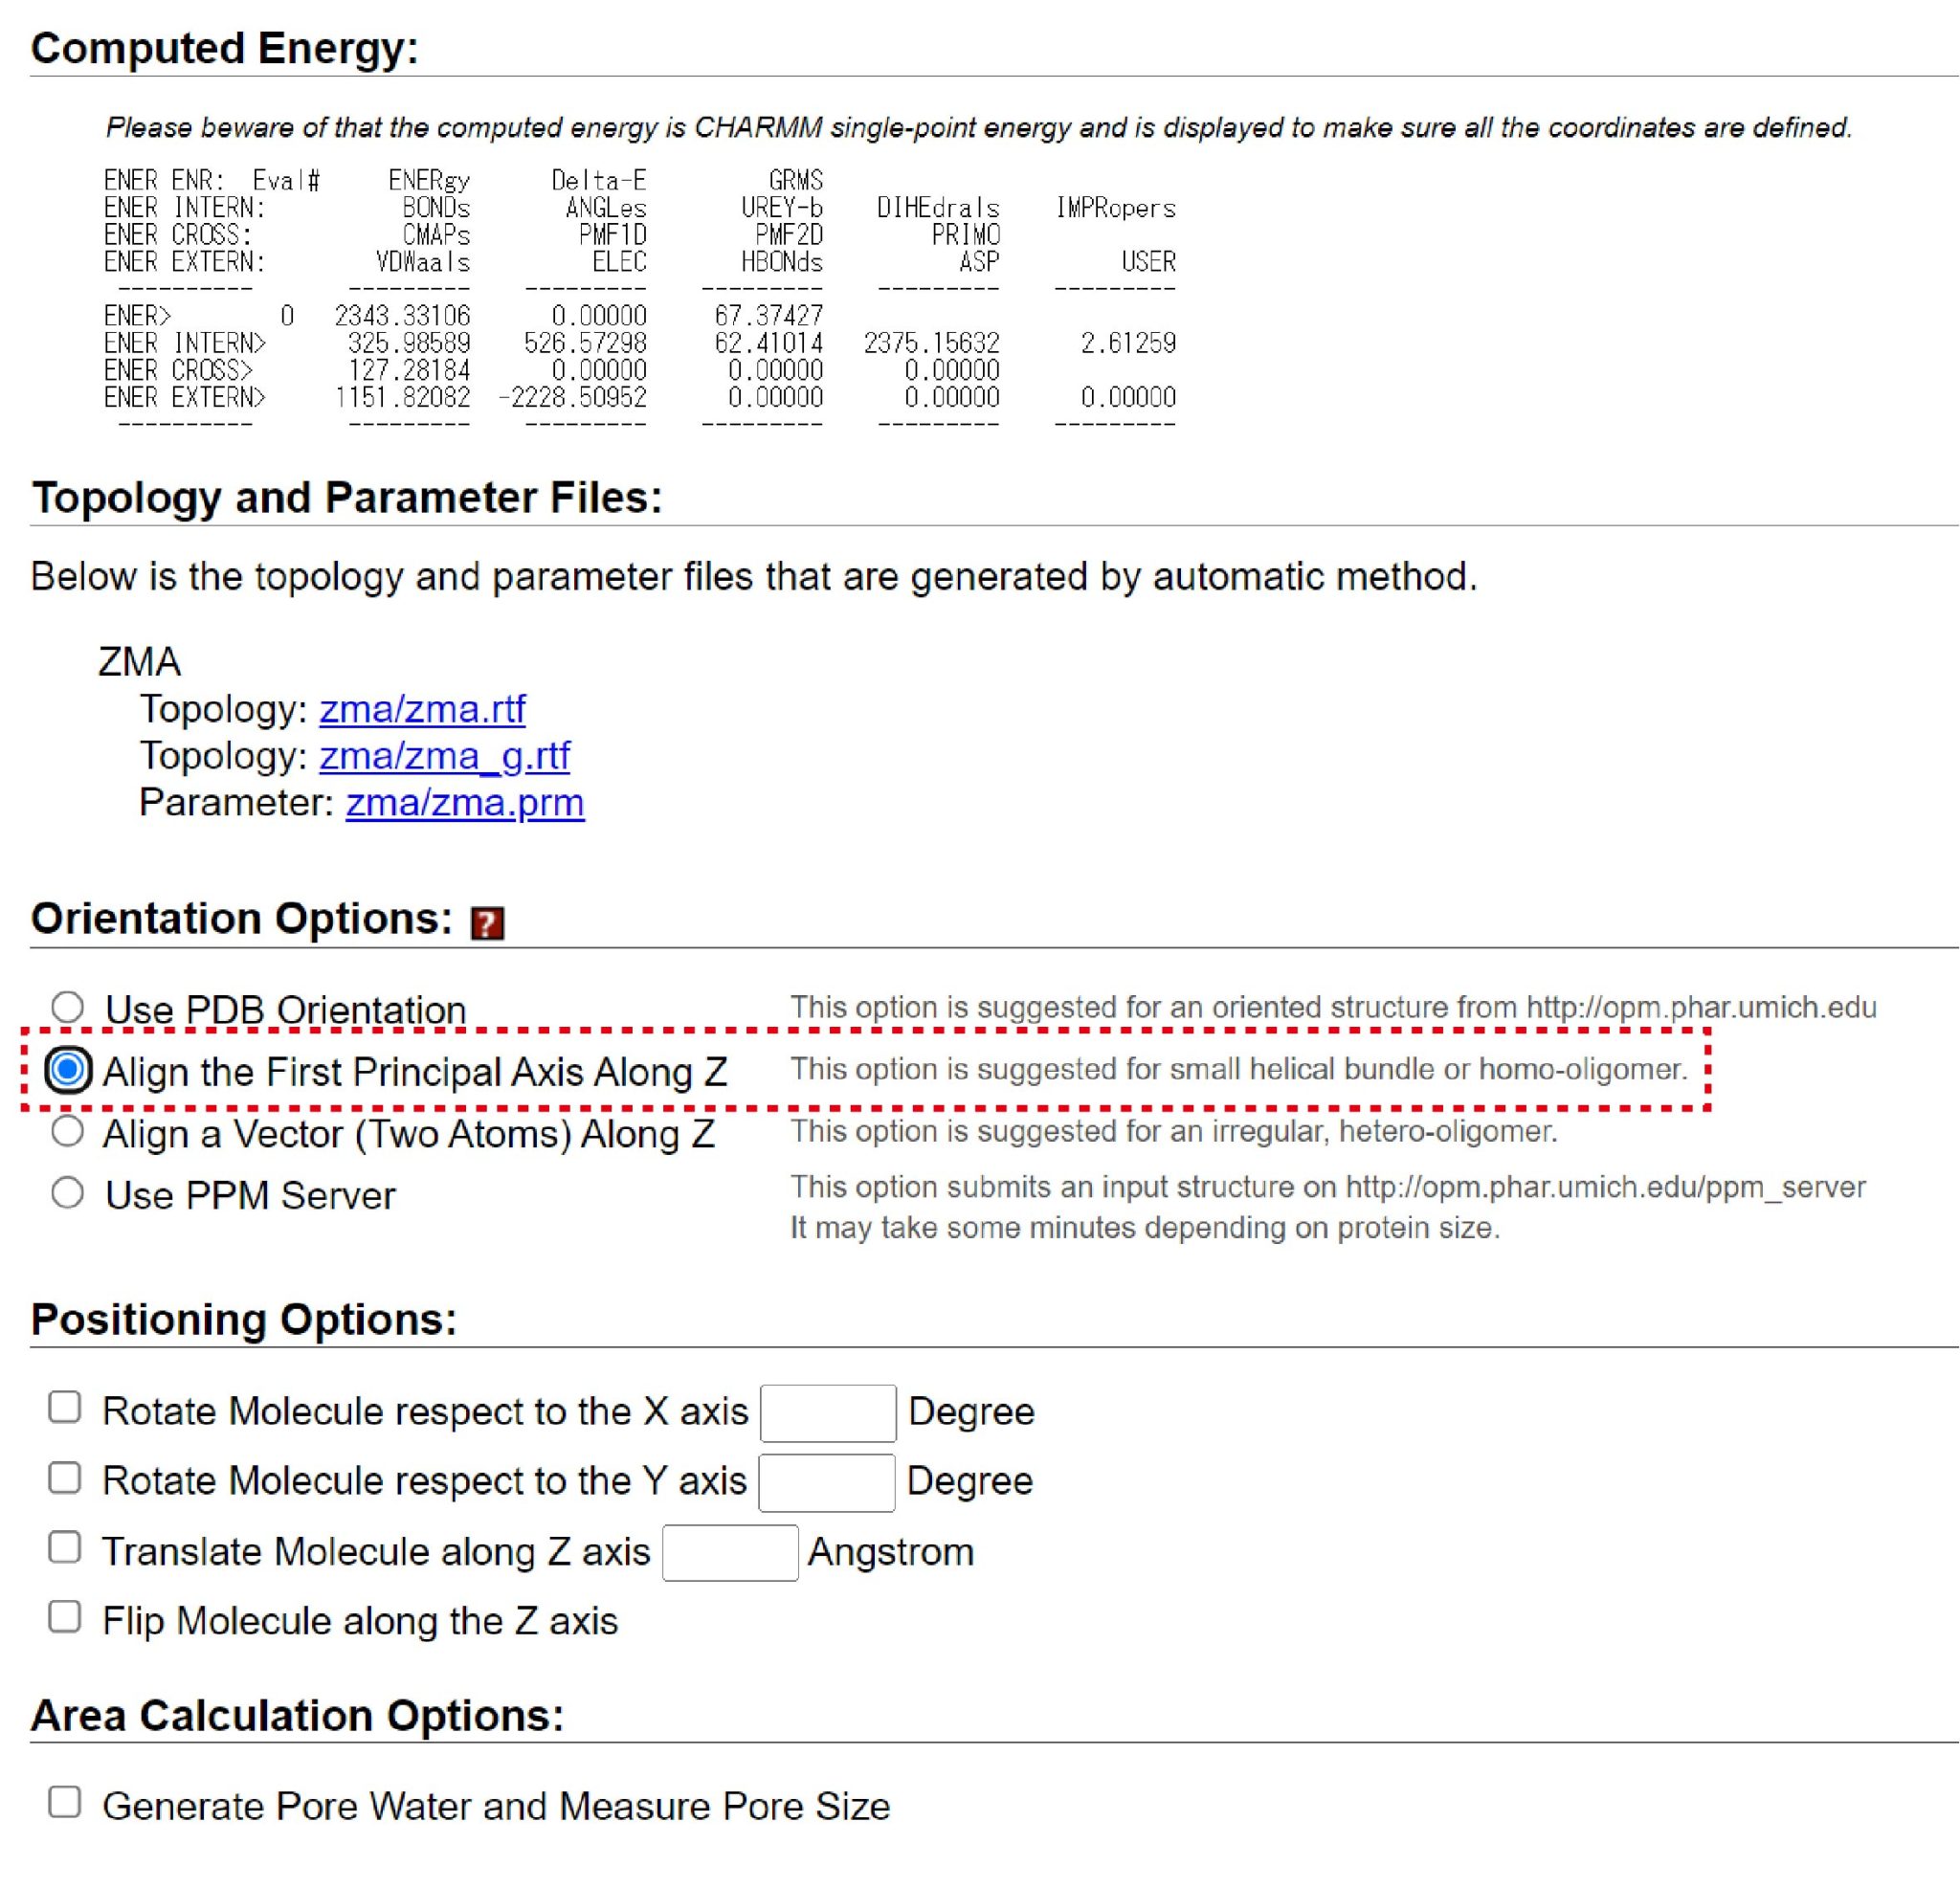 Computed Energy:
Please beware of that the computed energy is CHARMM single-point energy and is displayed to make sure all the coordinates are defined.
ENER ENR:  Eval#     ENERgy      Delta-E         GRMS
ENER INTERN:          BONDs       ANGLes       UREY-b    DIHEdrals    IMPRopers
ENER CROSS:           CMAPs        PMF1D        PMF2D        PRIMO
ENER EXTERN:        VDWaals         ELEC       HBONDs          ASP         USER
 ----------       ---------    ---------    ---------    ---------    ---------
ENER>        0   2343.33106      0.00000     67.37427
ENER INTERN>      325.98589    526.57298     62.41014   2375.15632      2.61259
ENER CROSS>       127.28184      0.00000      0.00000      0.00000
ENER EXTERN>     1151.82082  -2228.50952      0.00000      0.00000      0.00000
 ----------       ---------    ---------    ---------    ---------    ---------
Topology and Parameter Files:
Below is the topology and parameter files that are generated by automatic method.
ZMA
Topology: zma/zma.rtf
Topology: zma/zma_g.rtf
Parameter: zma/zma.prm
Orientation Options: ?
Use PDB Orientation This option is suggested for an oriented structure from http://opm.phar.umich.edu
Align the First Principal Axis Along Z This option is suggested for small helical bundle or homo-oligomer.
Align a Vector (Two Atoms) Along Z This option is suggested for an irregular, hetero-oligomer.
Use PPM Server This option submits an input structure on http://opm.phar.umich.edu/ppm_server
It may take some minutes depending on protein size.
Positioning Options:
Rotate Molecule respect to the X axis Degree
Rotate Molecule respect to the Y axis Degree
Translate Molecule along Z axis Angstrom
Flip Molecule along the Z axis
Area Calculation Options:
Generate Pore Water and Measure Pore Size